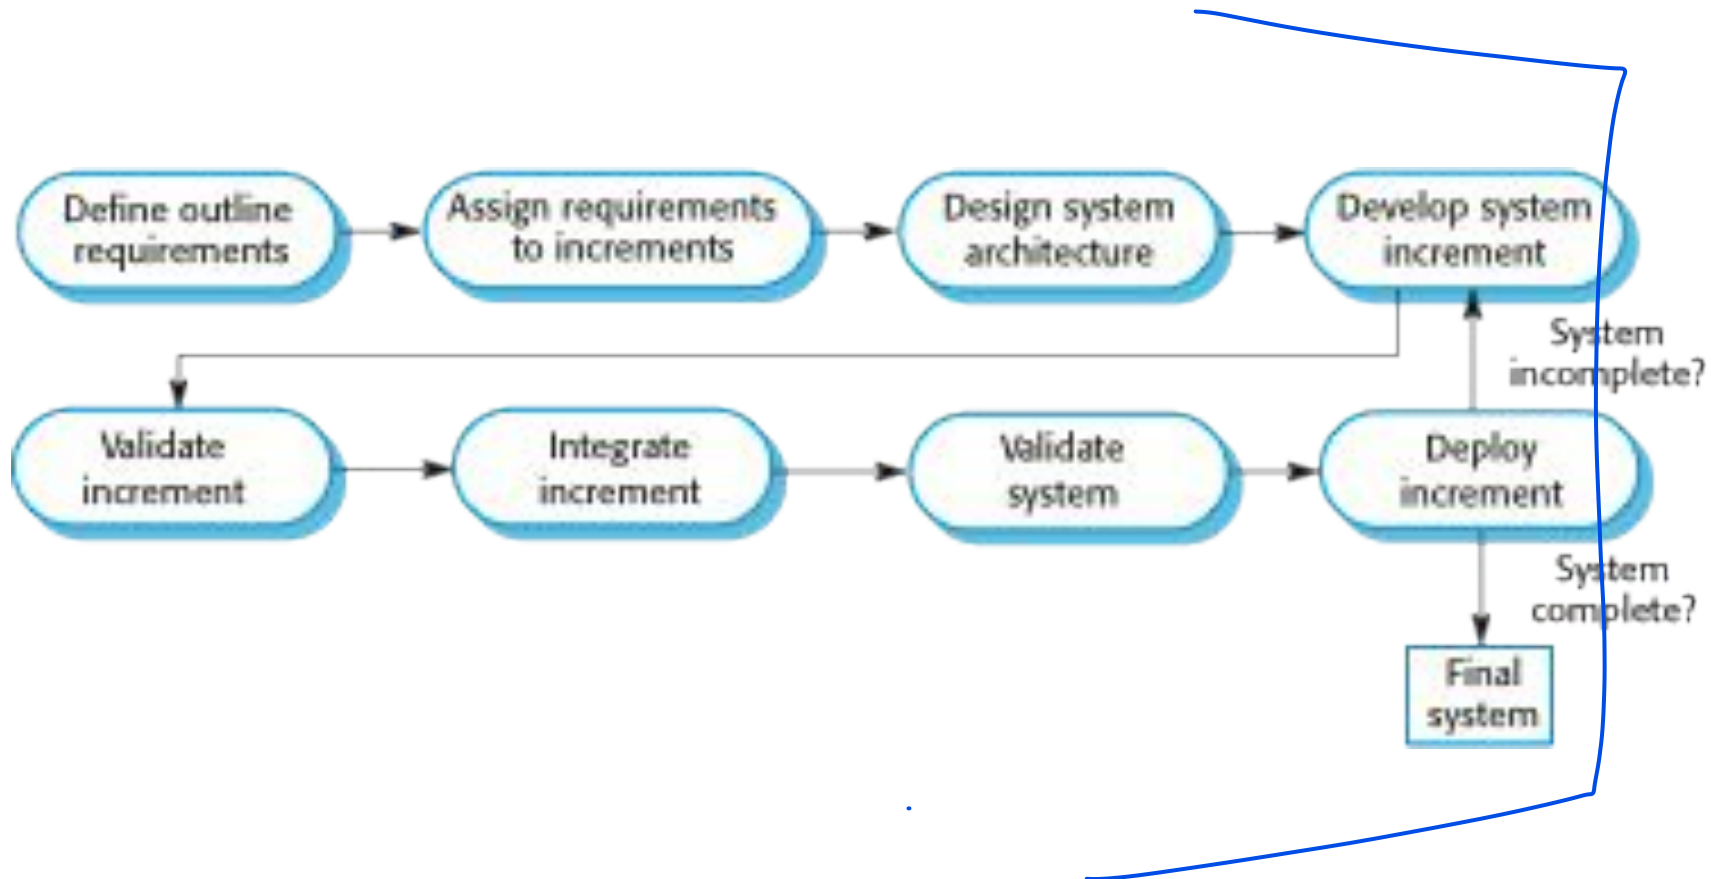 Define outline
requirements
Assign requirements
to increments
Design system
architecture
Develop system
increment
System
incomplete?
Validate
increment
Integrate
increment
Validate
system
Deploy
increment
System
complete?
Final
system